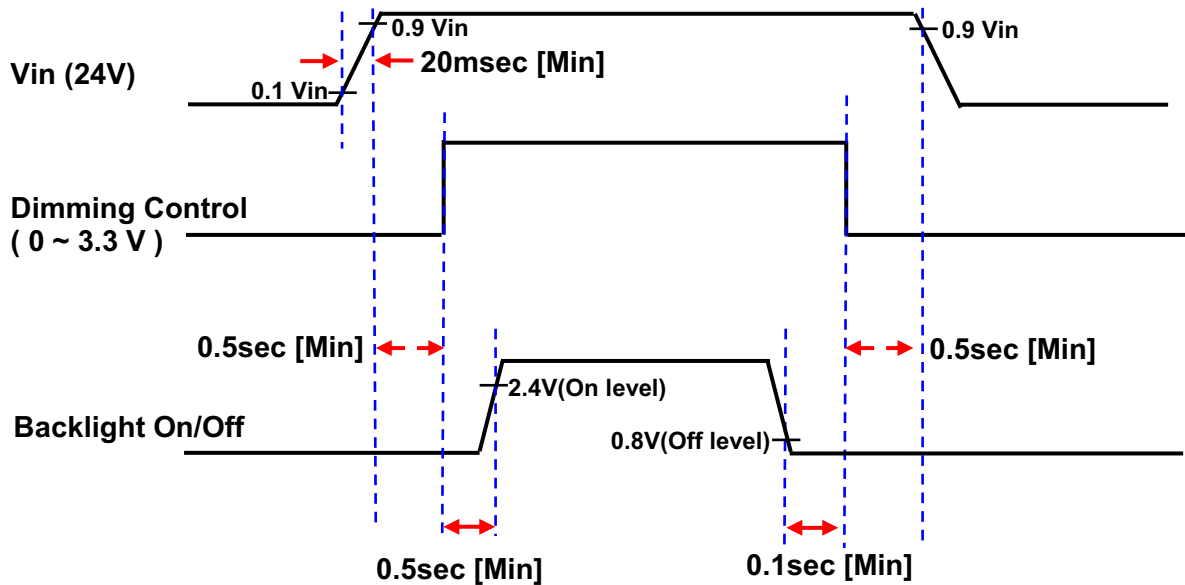 0.9 Vin
0.9 Vin
20msec [Min]
Vin (24V)
0.1 Vin
Dimming Control
( 0 ~ 3.3 V )
0.5sec [Min]
0.5sec [Min]
2.4V(On level)
Backlight On/Off
0.8V(Off level)
0.5sec [Min]
0.1sec [Min]